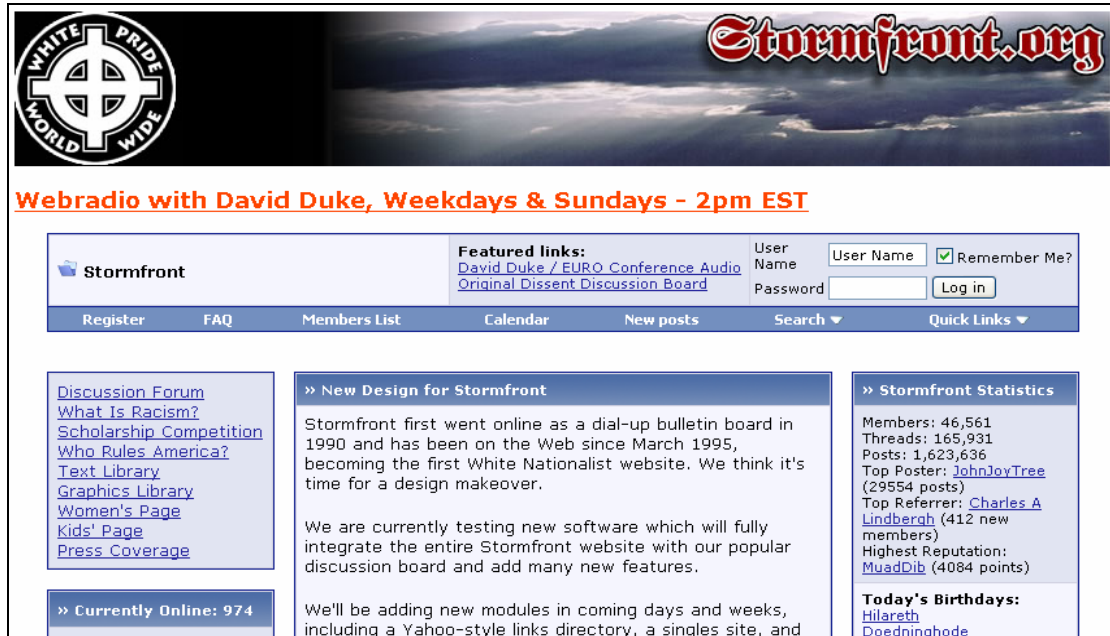 WHITE PRIDE
WORLD WIDE
Stormfront.org
Webradio with David Duke, Weekdays & Sundays - 2pm EST
Stormfront
Featured links:
David Duke / EURO Conference Audio
Original Dissent Discussion Board
User Name
User Name
Remember Me?
Password
Log in
Register FAQ Members List Calendar New posts Search Quick Links
Discussion Forum
What Is Racism?
Scholarship Competition
Who Rules America?
Text Library
Graphics Library
Women's Page
Kids' Page
Press Coverage
» Currently Online: 974
» New Design for Stormfront
Stormfront first went online as a dial-up bulletin board in
1990 and has been on the Web since March 1995,
becoming the first White Nationalist website. We think it's
time for a design makeover.
We are currently testing new software which will fully
integrate the entire Stormfront website with our popular
discussion board and add many new features.
We'll be adding new modules in coming days and weeks,
including a Yahoo-style links directory, a singles site, and
» Stormfront Statistics
Members: 46,561
Threads: 165,931
Posts: 1,623,636
Top Poster: JohnJoyTree
(29554 posts)
Top Referrer: Charles A
Lindbergh (412 new
members)
Highest Reputation:
MuadDib (4084 points)
Today's Birthdays:
Hilareth
Doedninghode